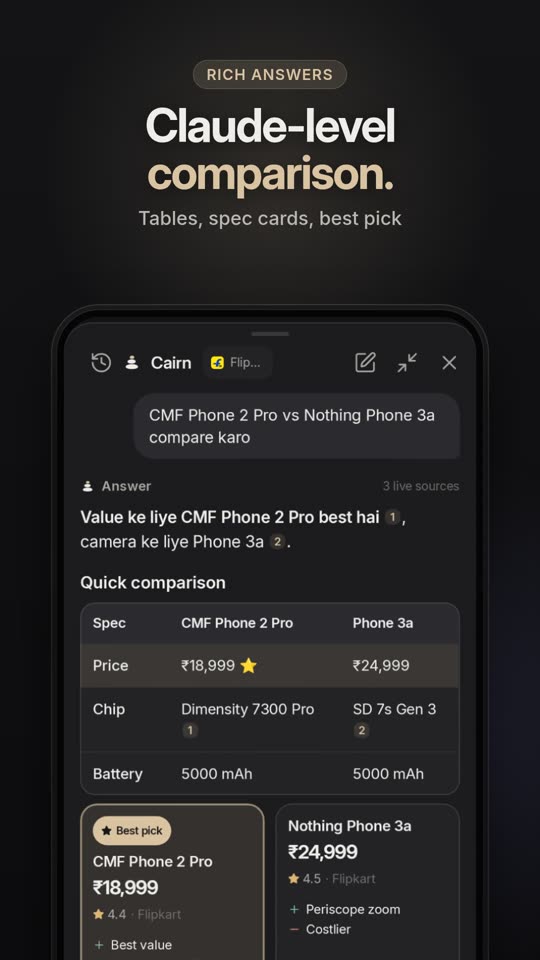 RICH ANSWERS
Claude-level
comparison.
Tables, spec cards, best pick
Cairn
Flip...
CMF Phone 2 Pro vs Nothing Phone 3a
compare karo
Answer
3 live sources
Value ke liye CMF Phone 2 Pro best hai 1 ,
camera ke liye Phone 3a 2 .
Quick comparison
Spec CMF Phone 2 Pro Phone 3a
Price ₹18,999 ⭐ ₹24,999
Chip Dimensity 7300 Pro SD 7s Gen 3
1 2
Battery 5000 mAh 5000 mAh
★ Best pick
CMF Phone 2 Pro
₹18,999
★ 4.4 · Flipkart
+ Best value
Nothing Phone 3a
₹24,999
★ 4.5 · Flipkart
+ Periscope zoom
− Costlier